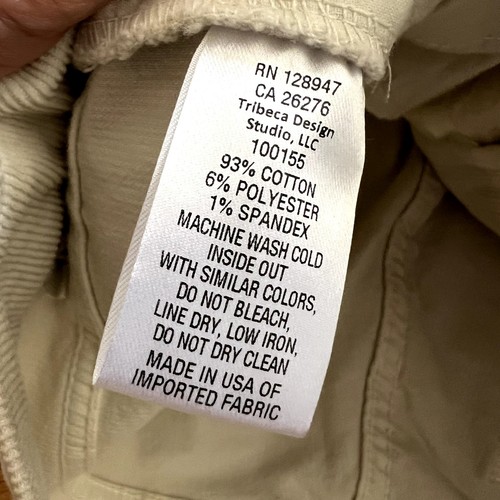 RN 128947
CA 26276
Tribeca Design
Studio, LLC
100155
93% COTTON
6% POLYESTER
1% SPANDEX
MACHINE WASH COLD
INSIDE OUT
WITH SIMILAR COLORS,
DO NOT BLEACH,
LINE DRY, LOW IRON,
DO NOT DRY CLEAN
MADE IN USA OF
IMPORTED FABRIC